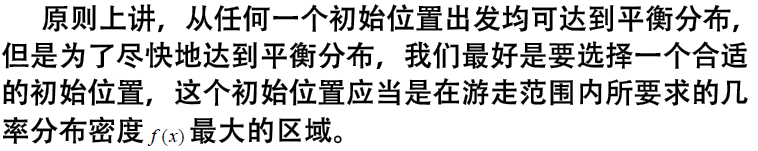 原则上讲，从任何一个初始位置出发均可达到平衡分布，
但是为了尽快地达到平衡分布，我们最好是要选择一个合适
的初始位置，这个初始位置应当是在游走范围内所要求的几
率分布密度 f(x) 最大的区域。